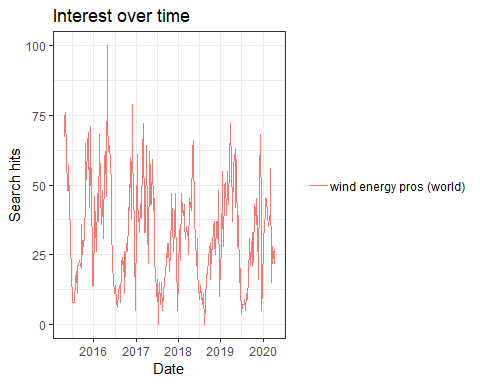 Interest over time
Search hits
100
75
50
25
0
2016 2017 2018 2019 2020
Date
wind energy pros (world)